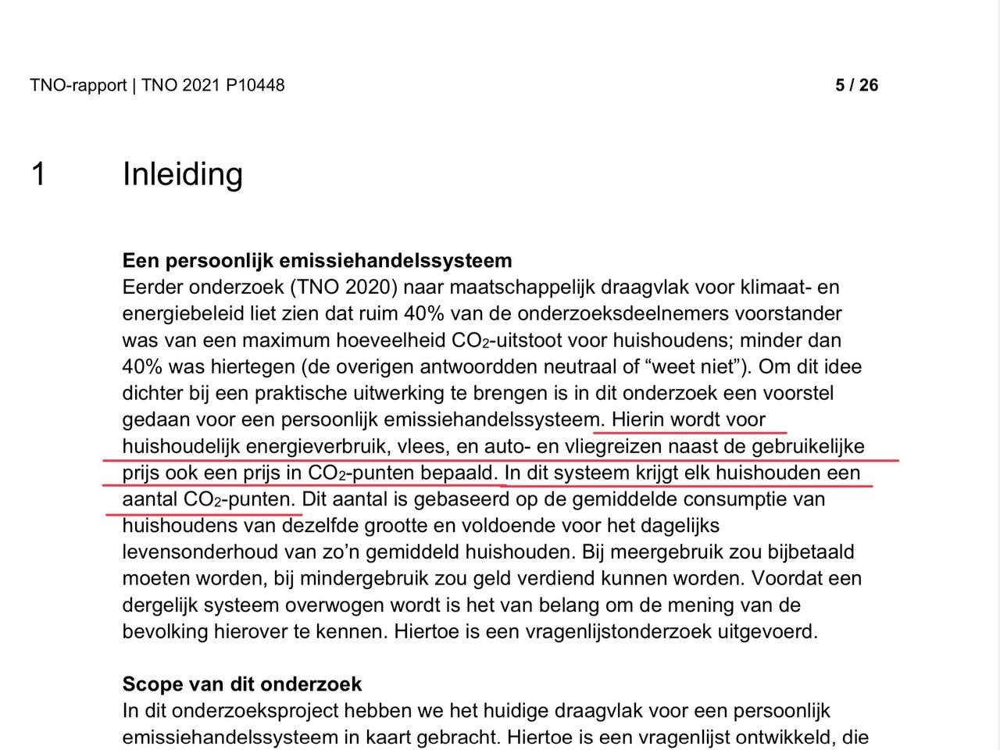 TNO-rapport | TNO 2021 P10448 5 / 26
1 Inleiding
Een persoonlijk emissiehandelssysteem
Eerder onderzoek (TNO 2020) naar maatschappelijk draagvlak voor klimaat- en
energiebeleid liet zien dat ruim 40% van de onderzoeksdeelnemers voorstander
was van een maximum hoeveelheid CO₂-uitstoot voor huishoudens; minder dan
40% was hiertegen (de overigen antwoordden neutraal of “weet niet”). Om dit idee
dichter bij een praktische uitwerking te brengen is in dit onderzoek een voorstel
gedaan voor een persoonlijk emissiehandelssysteem. Hierin wordt voor
huishoudelijk energieverbruik, vlees, en auto- en vliegreizen naast de gebruikelijke
prijs ook een prijs in CO₂-punten bepaald. In dit systeem krijgt elk huishouden een
aantal CO₂-punten. Dit aantal is gebaseerd op de gemiddelde consumptie van
huishoudens van dezelfde grootte en voldoende voor het dagelijks
levensonderhoud van zo’n gemiddeld huishouden. Bij meergebruik zou bijbetaald
moeten worden, bij mindergebruik zou geld verdiend kunnen worden. Voordat een
dergelijk systeem overwogen wordt is het van belang om de mening van de
bevolking hierover te kennen. Hiertoe is een vragenlijstonderzoek uitgevoerd.
Scope van dit onderzoek
In dit onderzoeksproject hebben we het huidige draagvlak voor een persoonlijk
emissiehandelssysteem in kaart gebracht. Hiertoe is een vragenlijst ontwikkeld, die